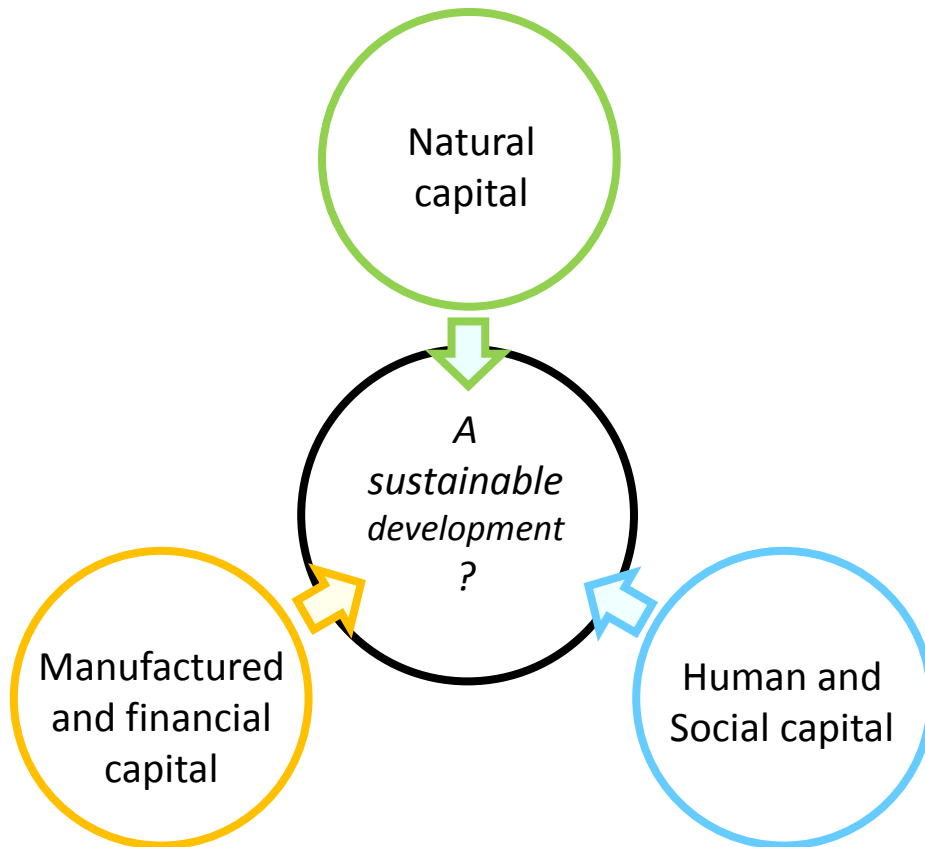 Natural
capital
A
sustainable
development
?
Manufactured
and financial
capital
Human and
Social capital